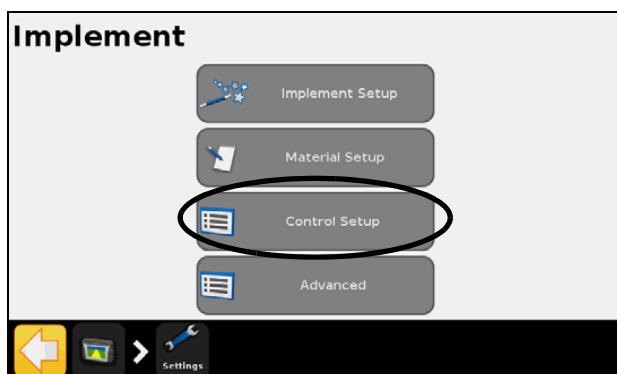 Implement
Implement Setup
Material Setup
Control Setup
Advanced
Settings